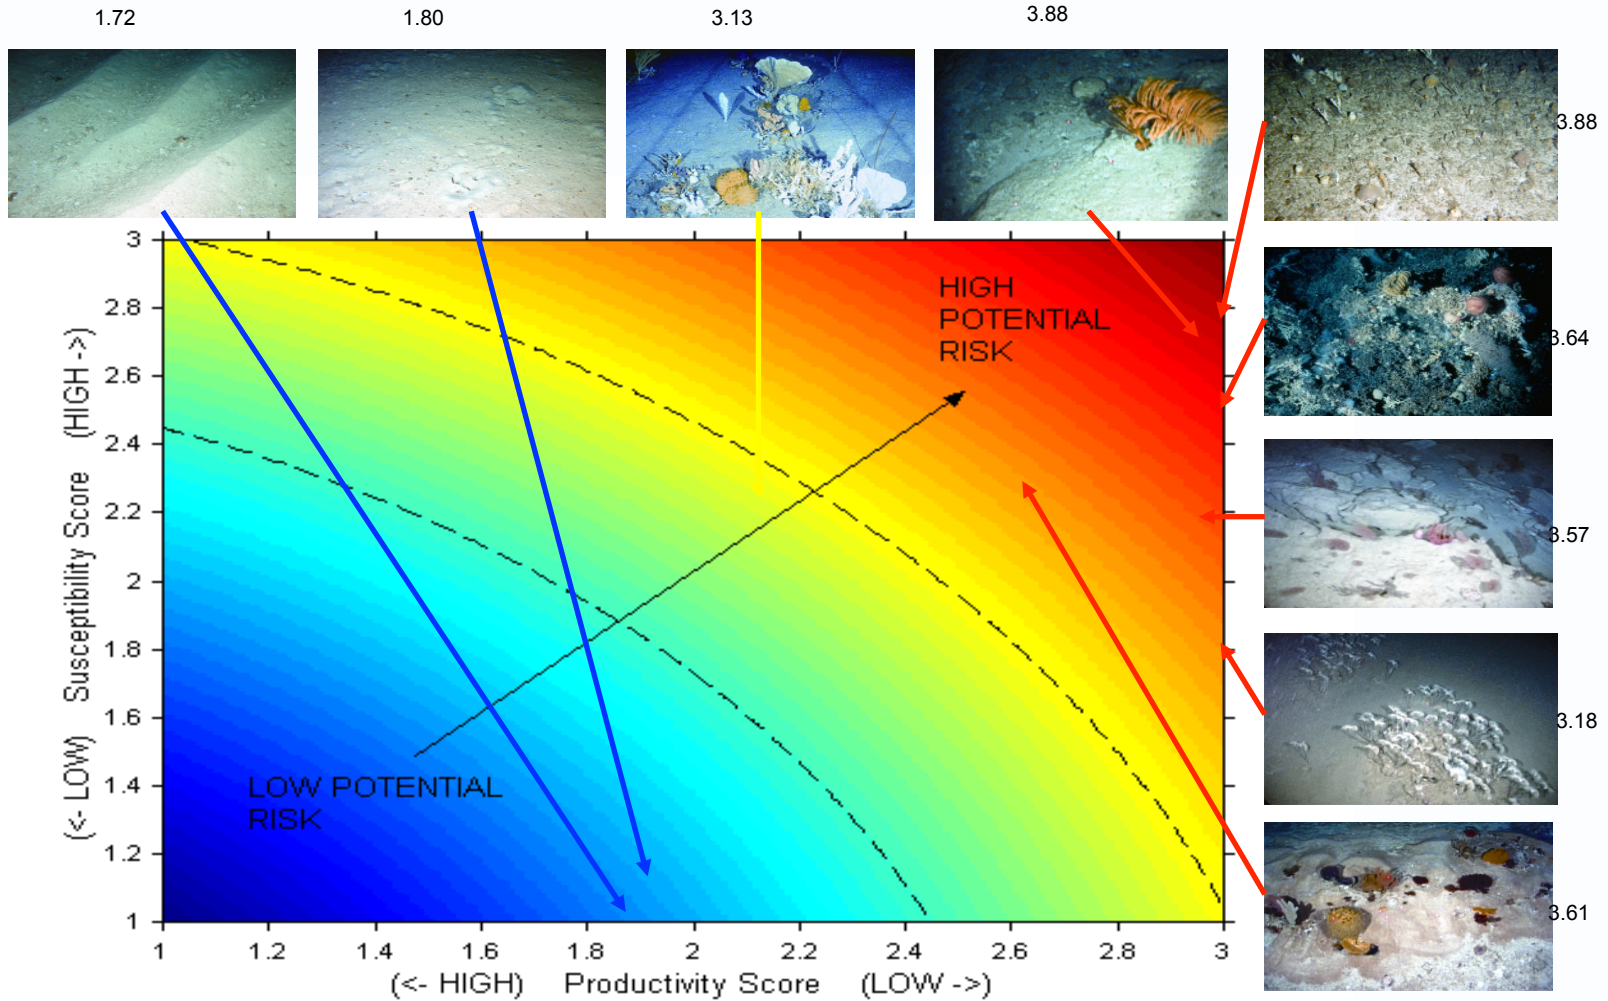 1.72
1.80
3.13
3.88
3.88
3.64
3.57
3.18
3.61
3
2.8
2.6
2.4
2.2
2
1.8
1.6
1.4
1.2
1
(<- LOW) Susceptibility Score (HIGH ->)
HIGH
POTENTIAL
RISK
LOW POTENTIAL
RISK
1 1.2 1.4 1.6 1.8 2 2.2 2.4 2.6 2.8 3
(<- HIGH) Productivity Score (LOW ->)